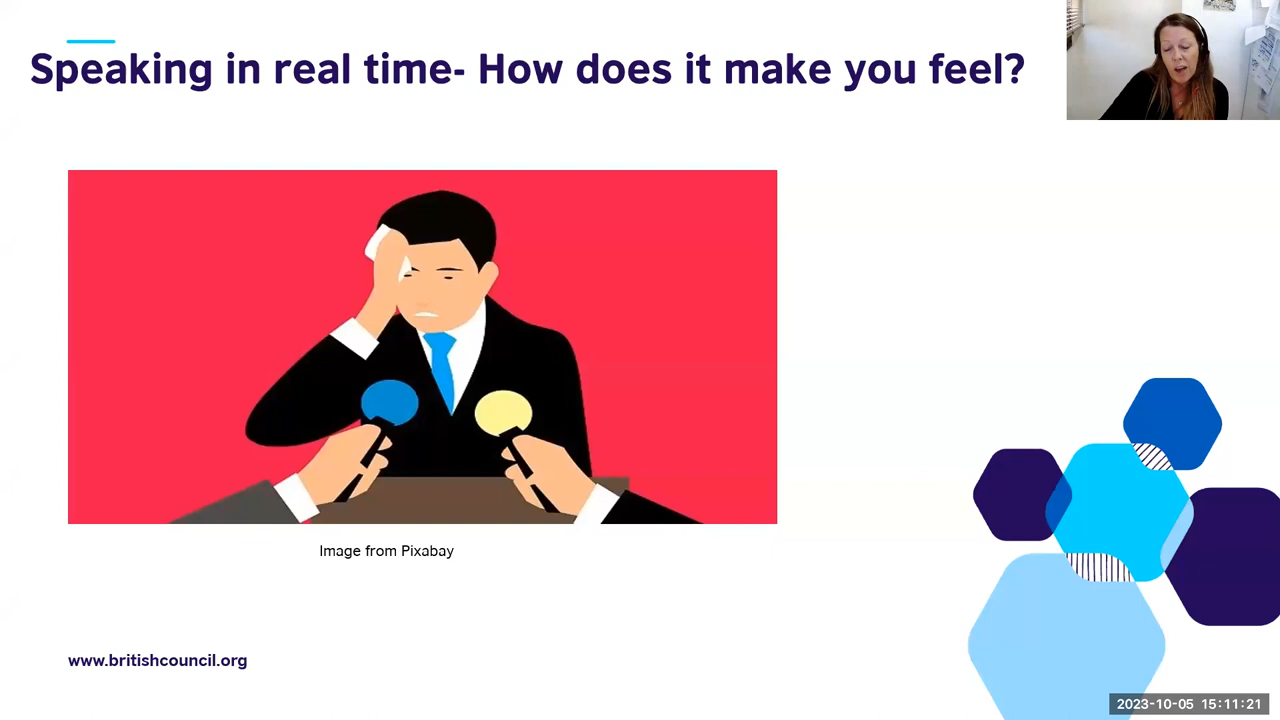 Speaking in real time- How does it make you feel?
Image from Pixabay
www.britishcouncil.org
2023-10-05 15:11:21